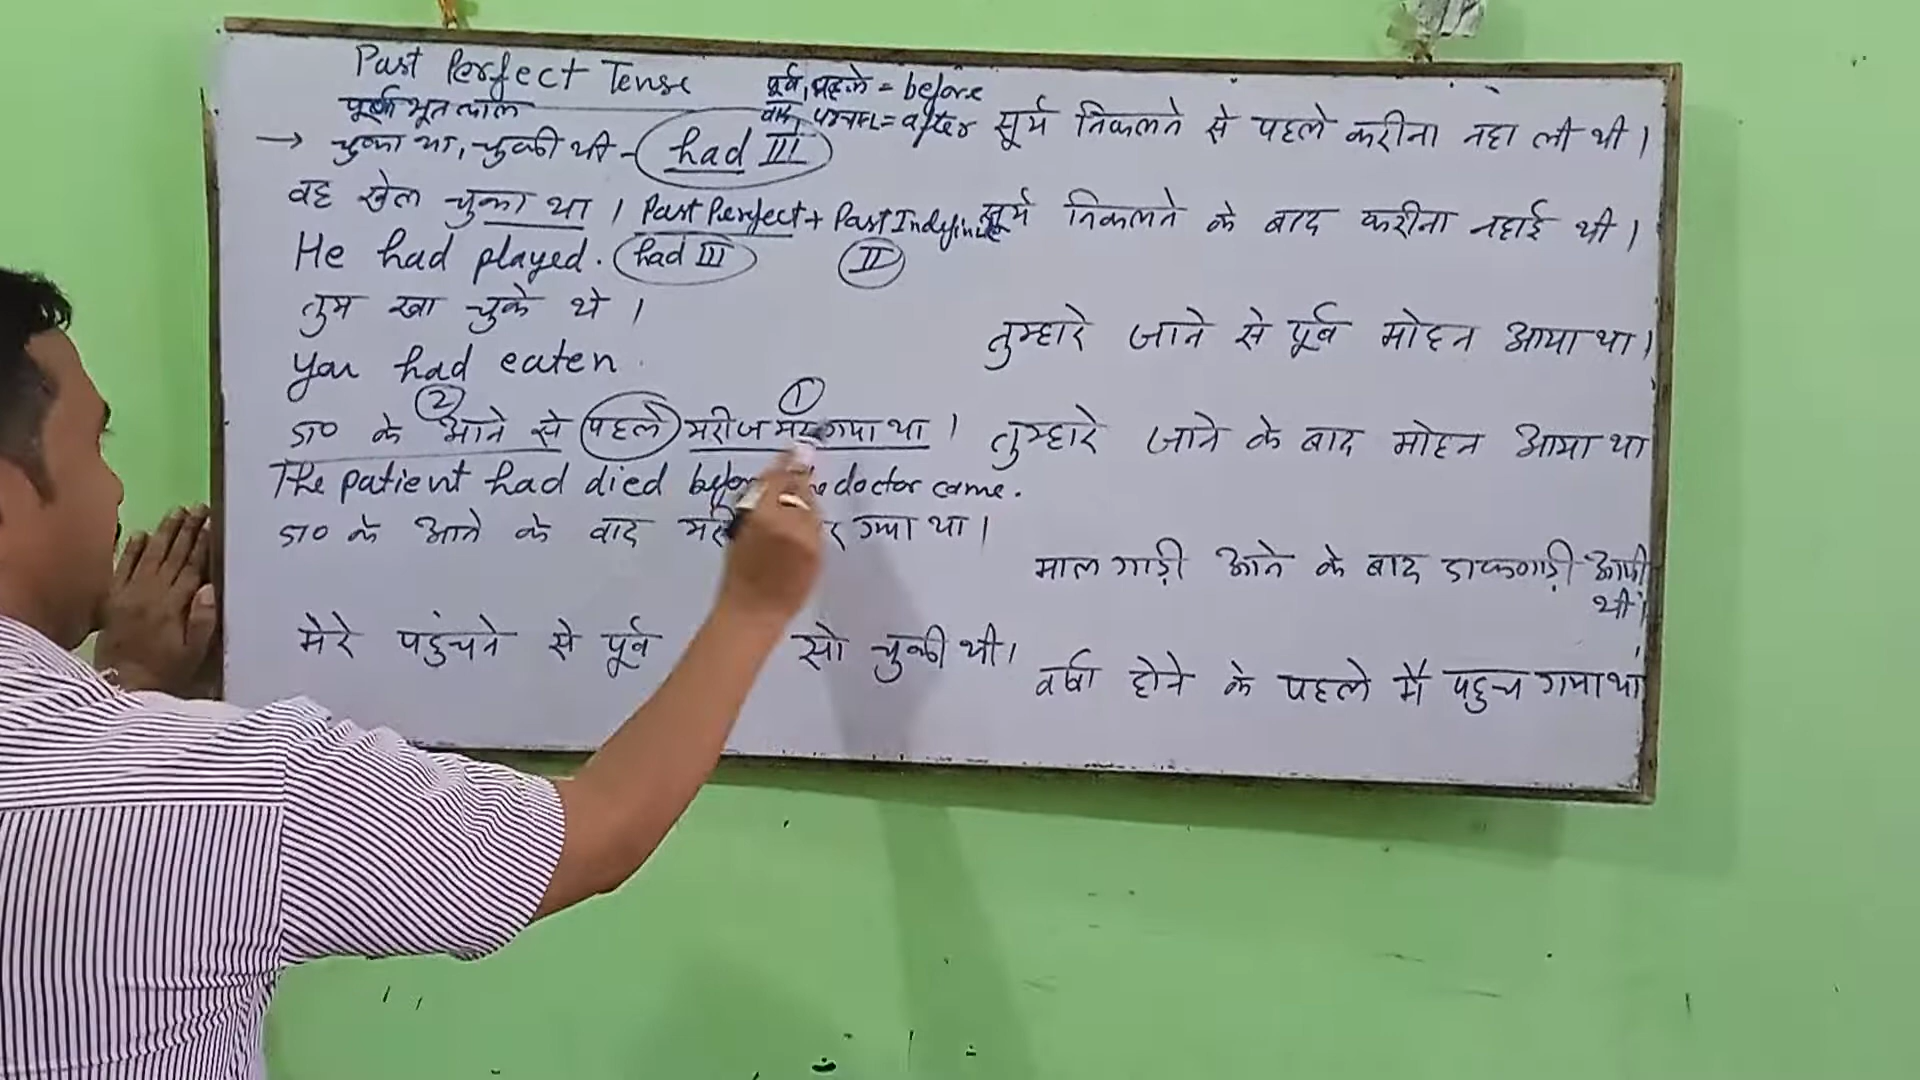 Past Perfect Tense
पूर्व, पहले = before
पूर्ण भूतकाल
बाद, पश्चात = after
→ चुका था, चुकी थी - had III
वह खेल चुका था । Past Perfect + Past Indefinite
He had played. had III II
तुम खा चुके थे ।
You had eaten.
2 1
डा० के आने से पहले मरीज मर गया था ।
The patient had died before doctor came.
डा० के आने के बाद गया था ।
मेरे पहुंचने से पूर्व सो चुकी थी ।
सूर्य निकलने से पहले करीना नहा ली थी ।
सूर्य निकलने के बाद करीना नहाई थी ।
तुम्हारे जाने से पूर्व मोहन आया था ।
तुम्हारे जाने के बाद मोहन आया था
माल गाड़ी आने के बाद डाकगाड़ी आयी
थी ।
वर्षा होने के पहले मैं पहुच गया था